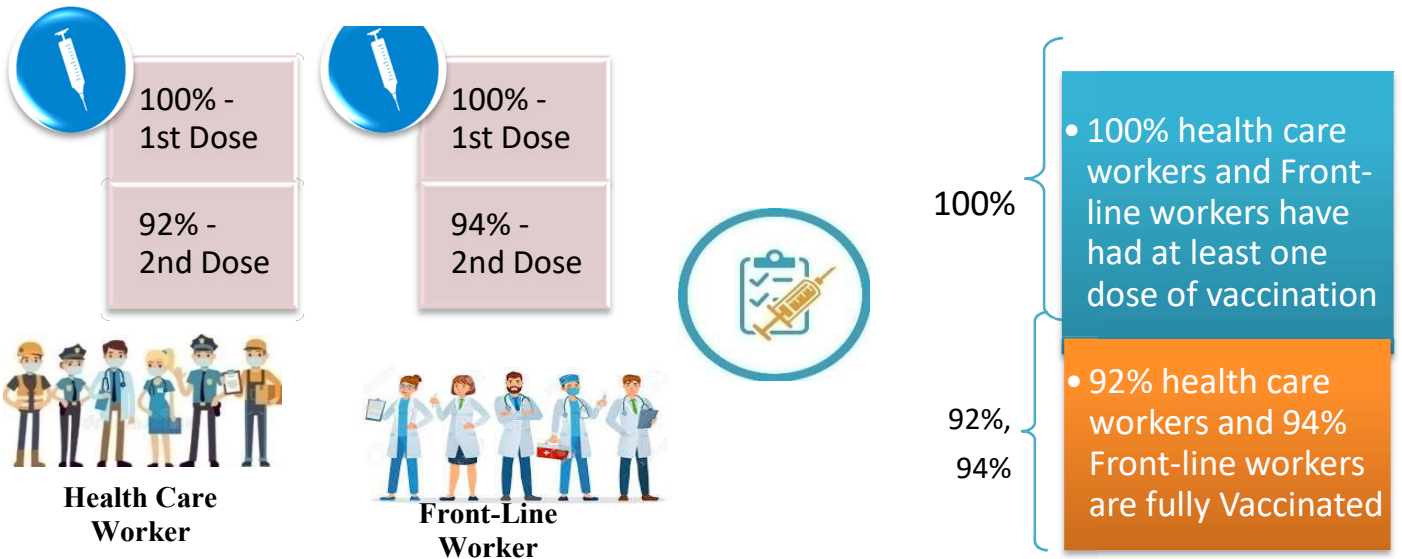 100% -
1st Dose
92% -
2nd Dose
Health Care
Worker
100% -
1st Dose
94% -
2nd Dose
Front-Line
Worker
100%
• 100% health care
workers and Front-
line workers have
had at least one
dose of vaccination
92%,
94%
• 92% health care
workers and 94%
Front-line workers
are fully Vaccinated